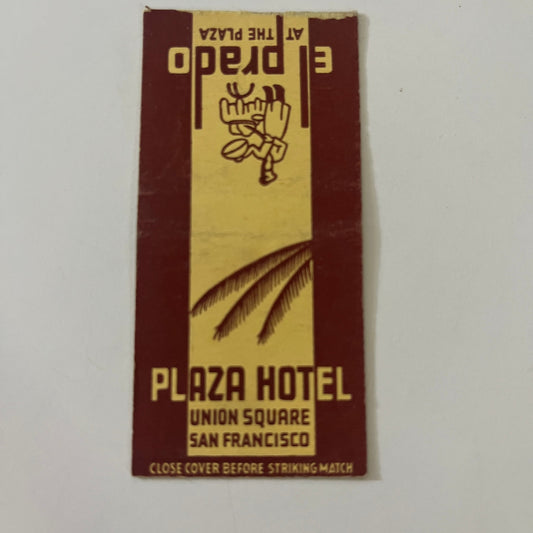 el prado
AT THE PLAZA
PLAZA HOTEL
UNION SQUARE
SAN FRANCISCO
CLOSE COVER BEFORE STRIKING MATCH